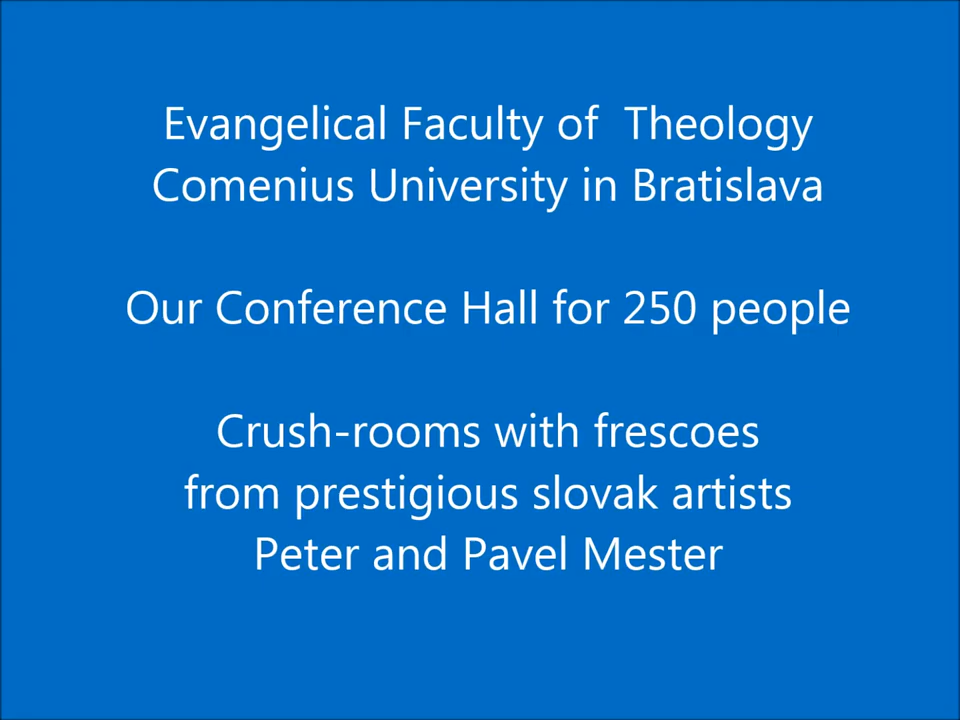 Evangelical Faculty of  Theology
Comenius University in Bratislava
Our Conference Hall for 250 people
Crush-rooms with frescoes
from prestigious slovak artists
Peter and Pavel Mester